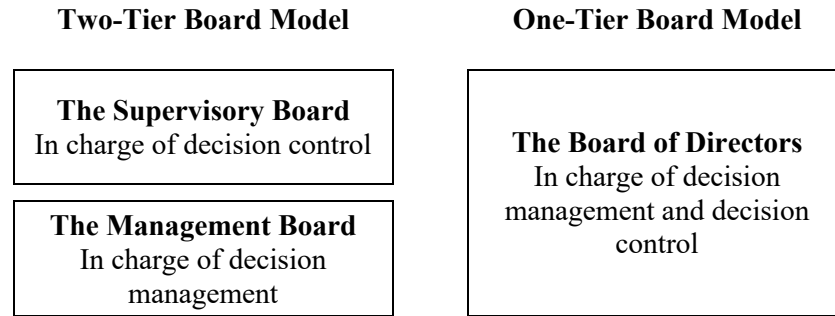 Two-Tier Board Model
The Supervisory Board
In charge of decision control
The Management Board
In charge of decision
management
One-Tier Board Model
The Board of Directors
In charge of decision
management and decision
control